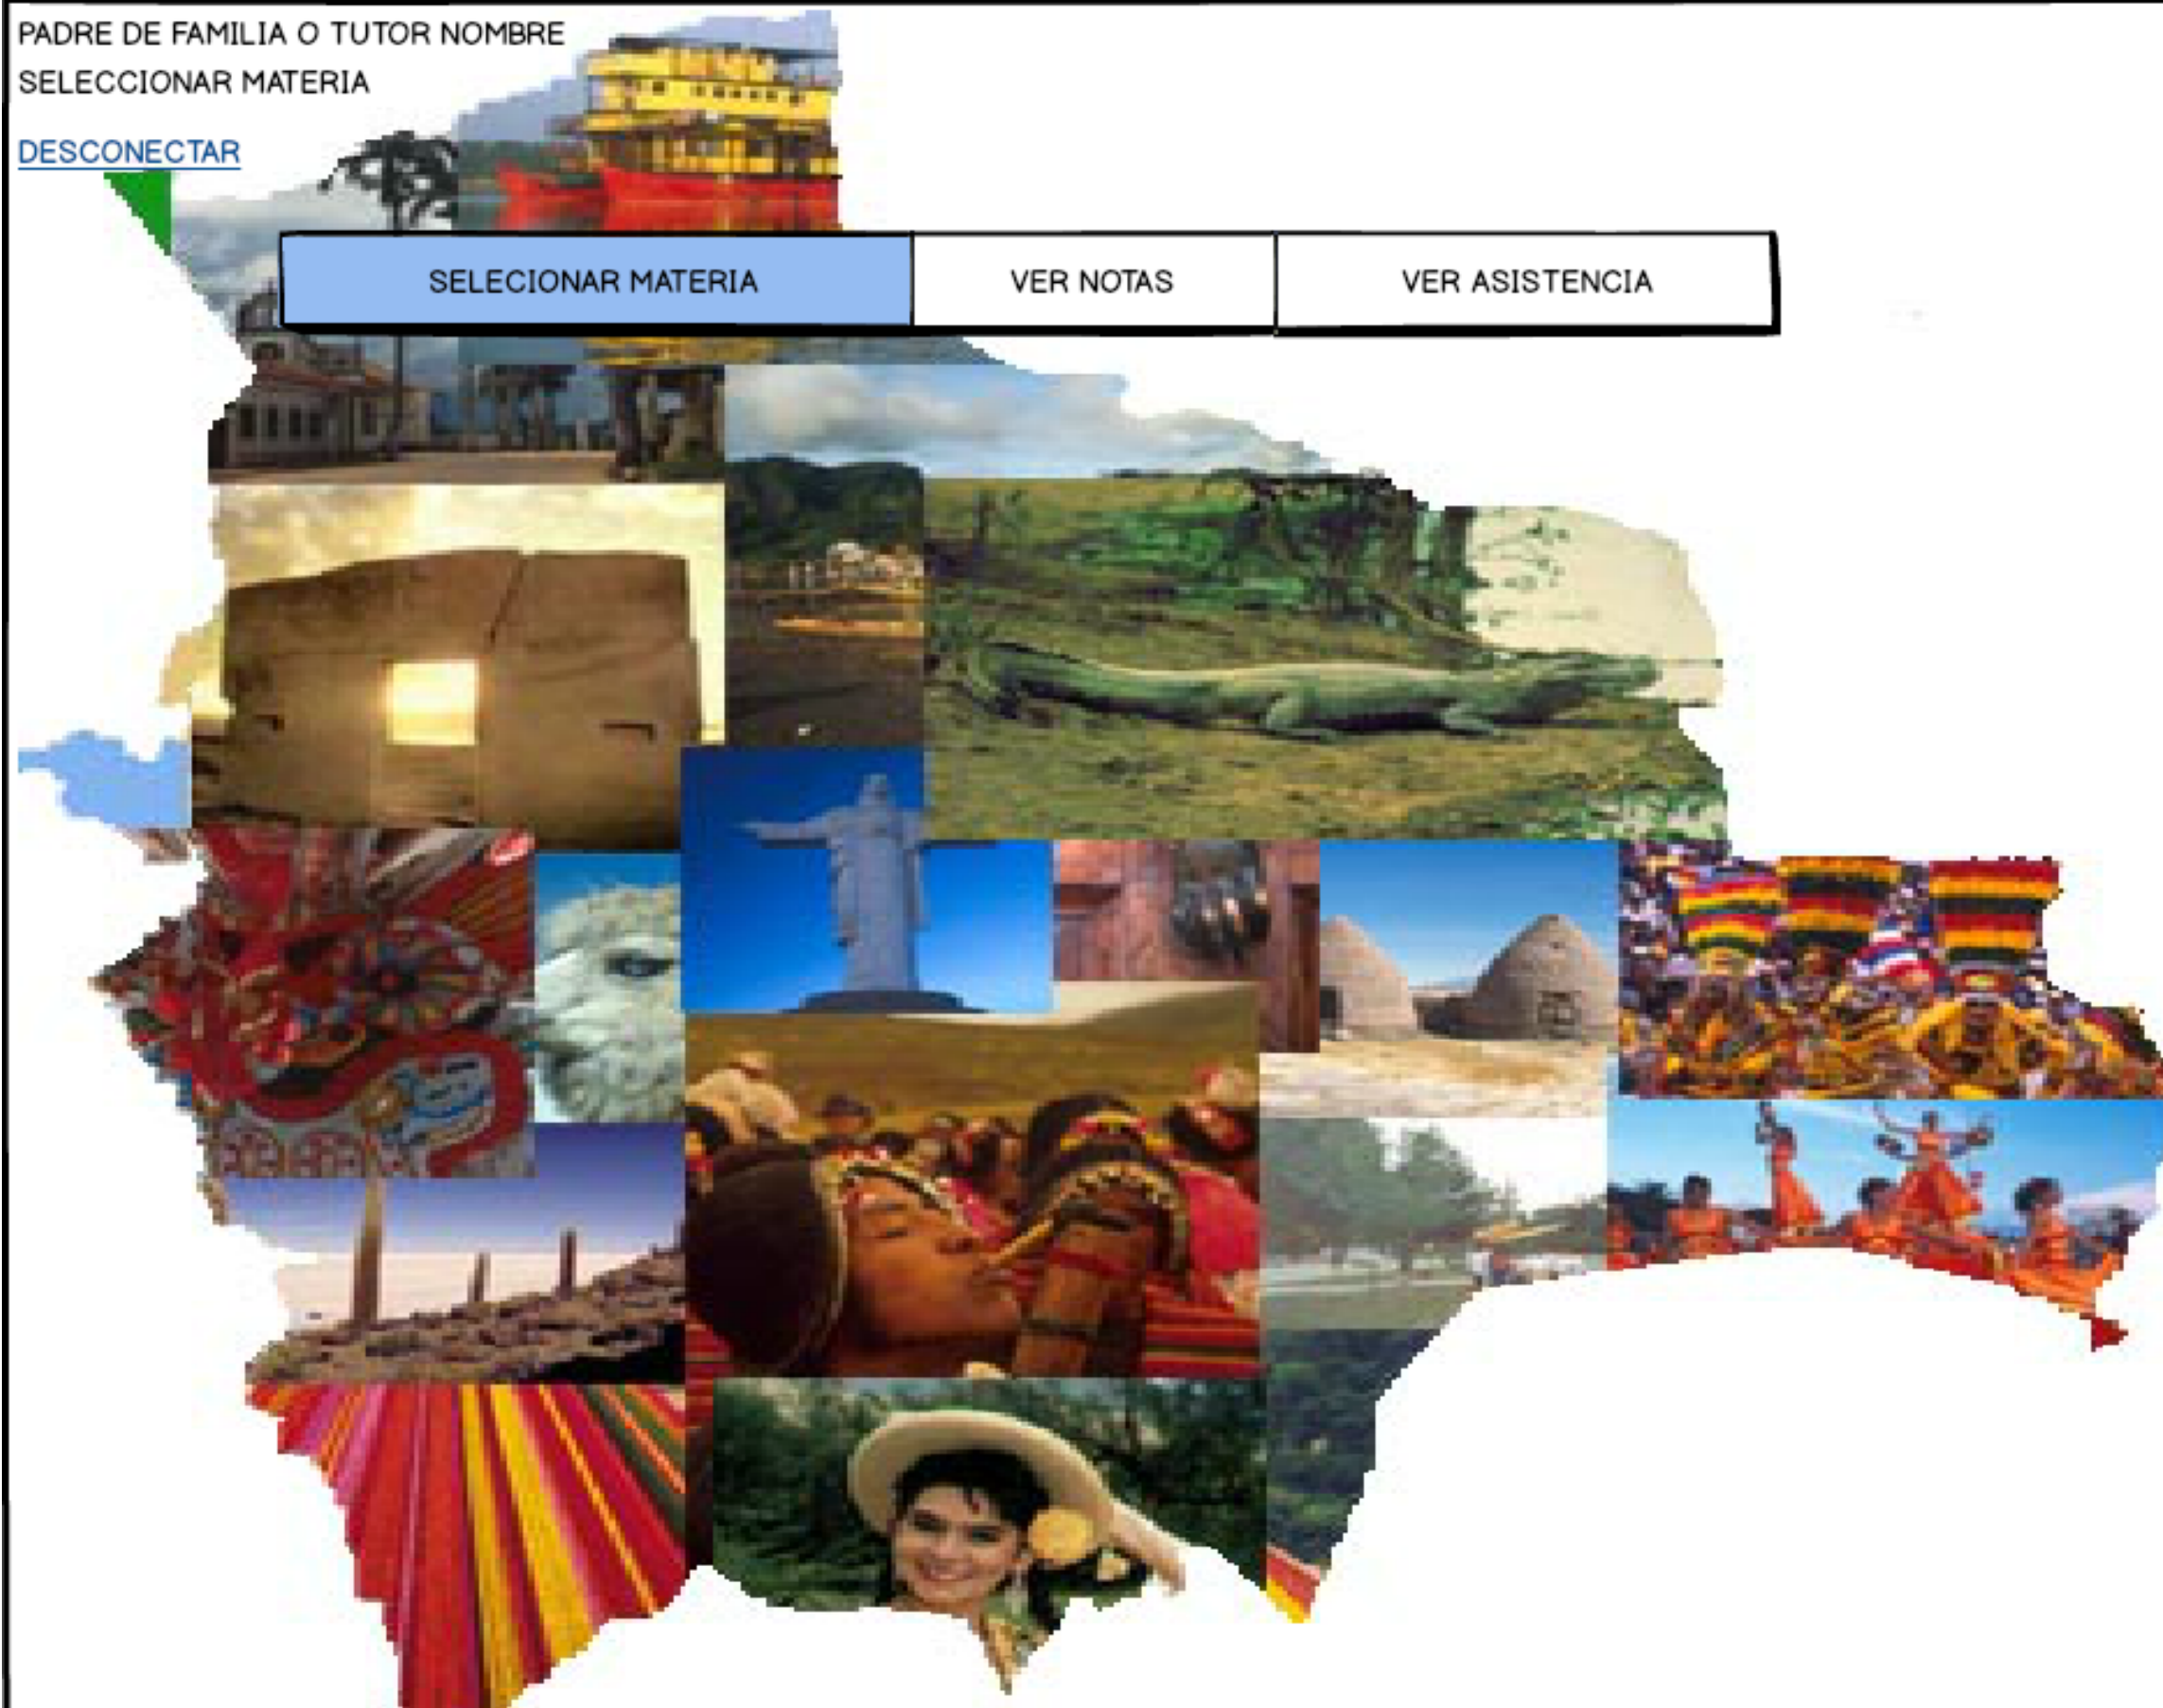 PADRE DE FAMILIA O TUTOR NOMBRE
SELECCIONAR MATERIA
DESCONECTAR
SELECIONAR MATERIA VER NOTAS VER ASISTENCIA